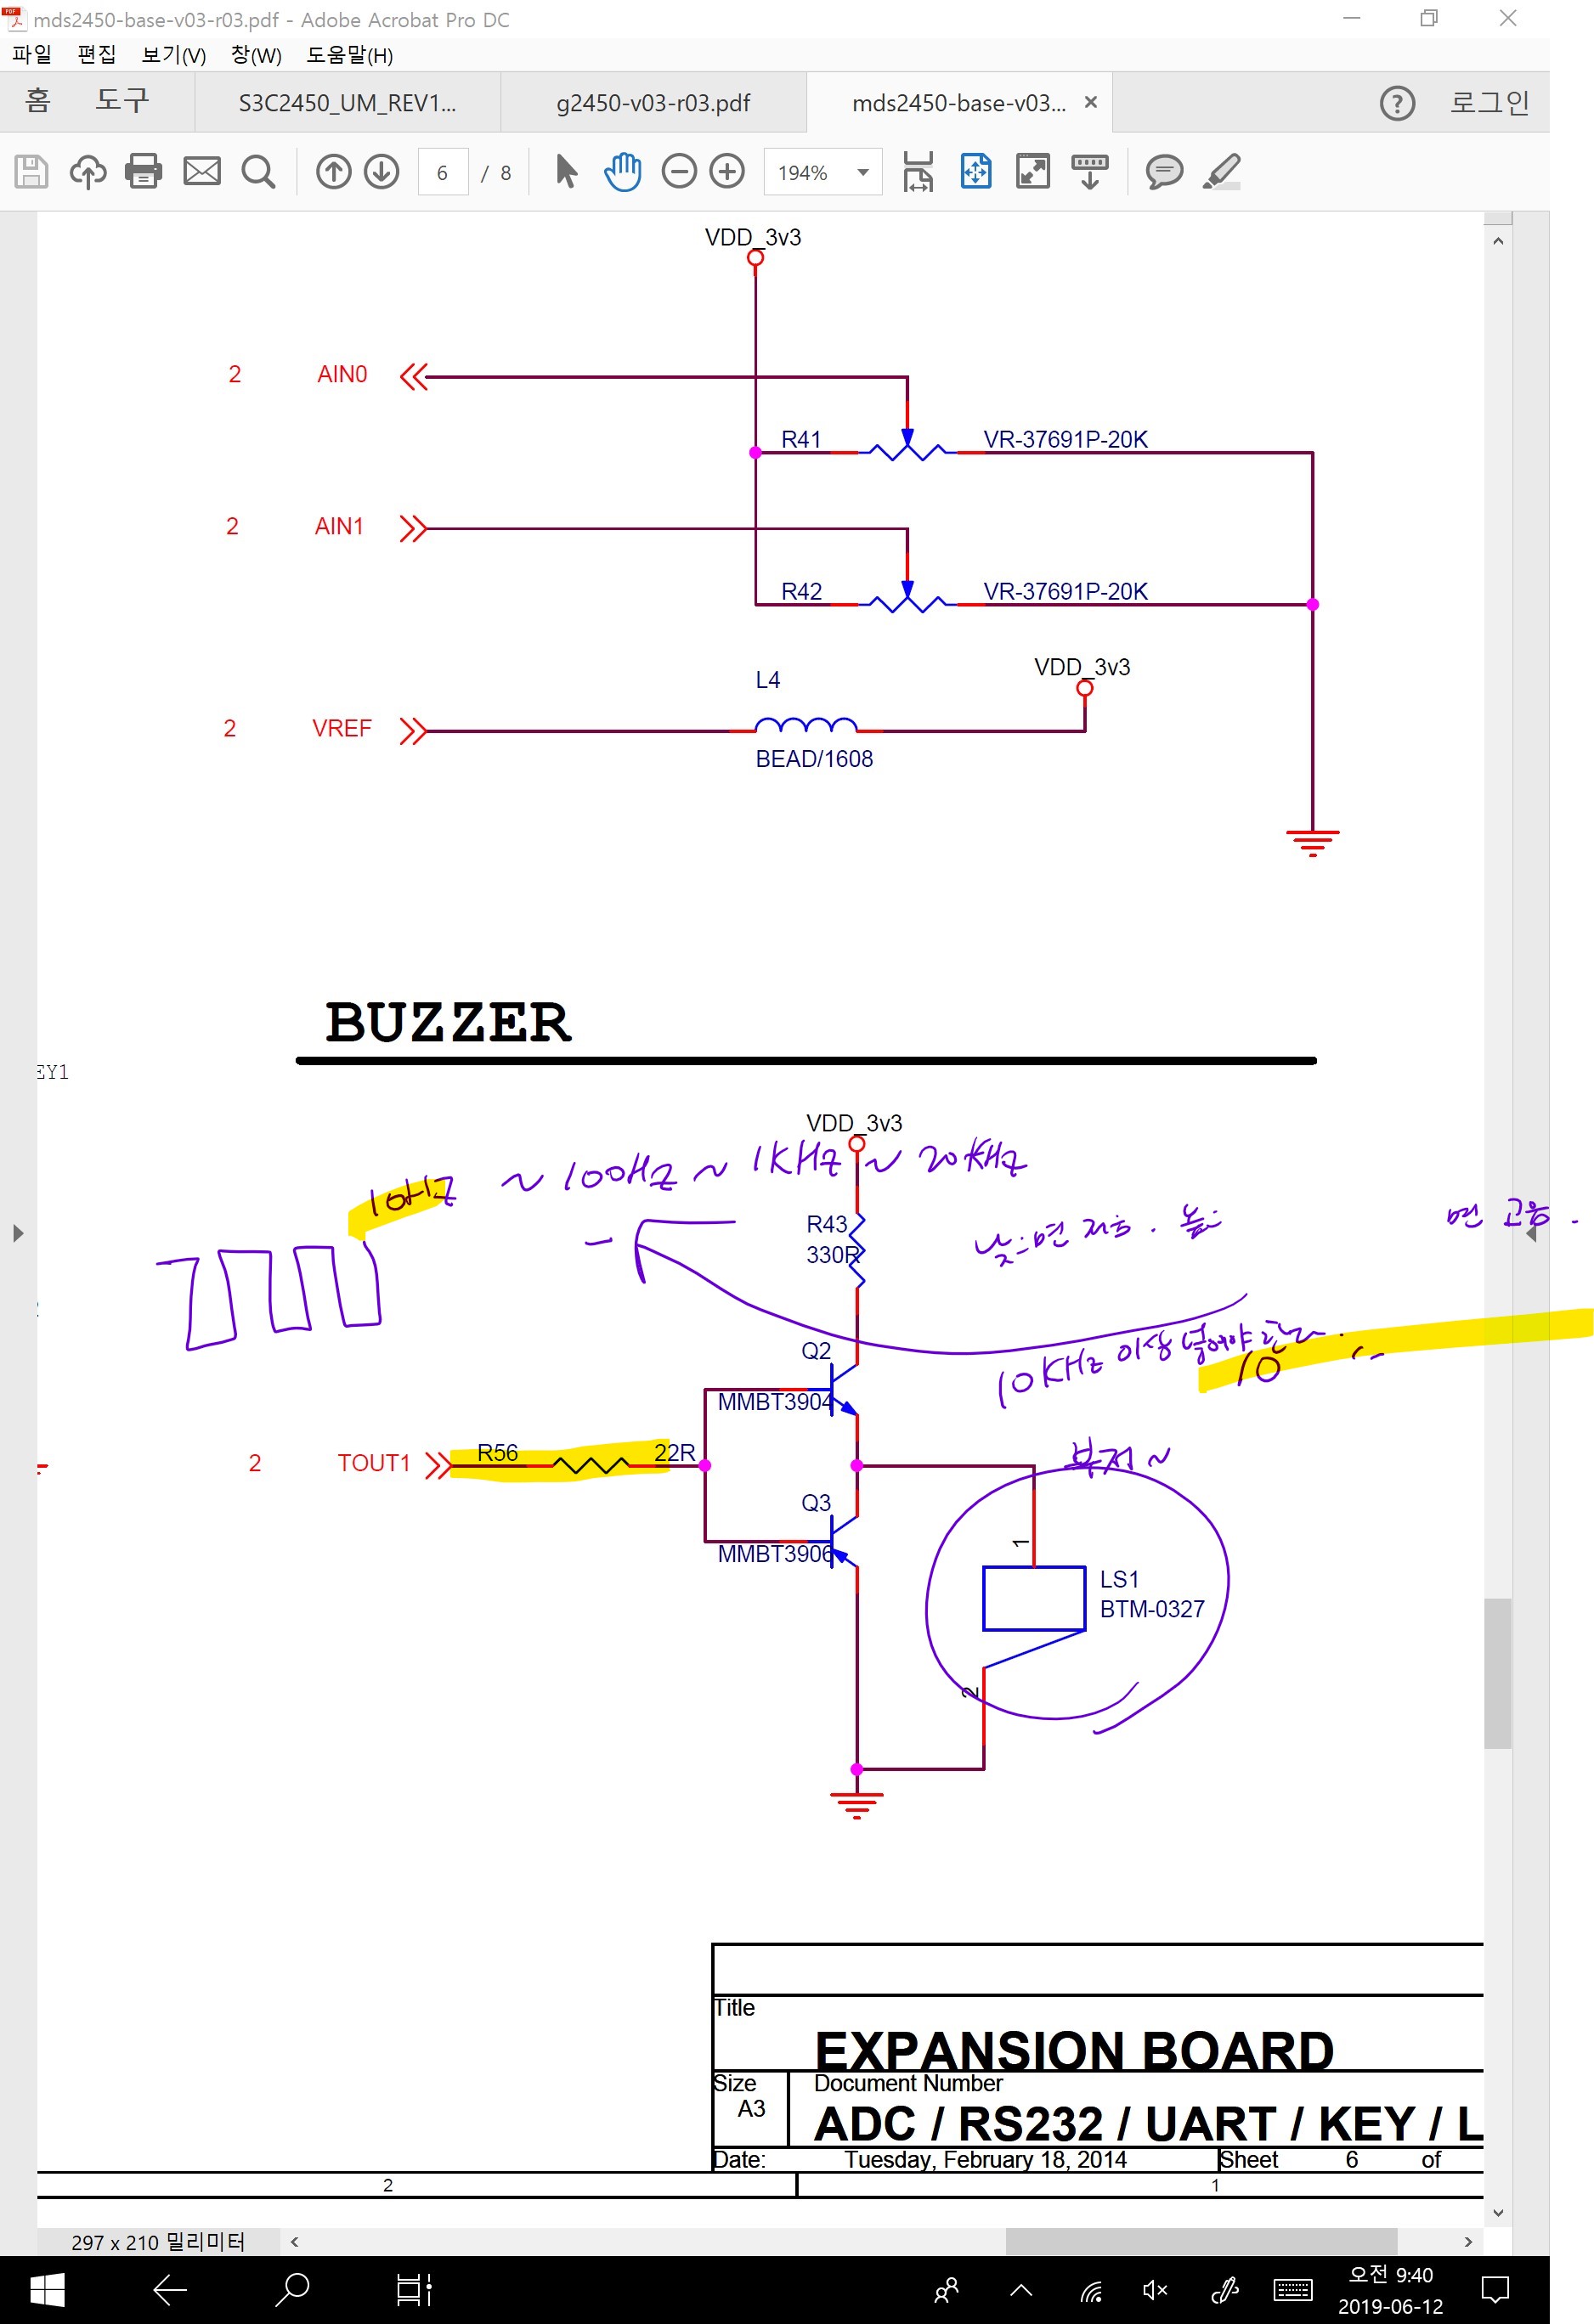 mds2450-base-v03-r03.pdf - Adobe Acrobat Pro DC
파일 편집 보기(V) 창(W) 도움말(H)
홈 도구 S3C2450_UM_REV1... g2450-v03-r03.pdf mds2450-base-v03... × ? 로그인
6 / 8 194%
VDD_3v3
2 AIN0
R41 VR-37691P-20K
2 AIN1
R42 VR-37691P-20K
VDD_3v3
L4
2 VREF
BEAD/1608
BUZZER
EY1
VDD_3v3
10Hz ~ 100Hz ~ 1KHz ~ 20KHz
R43
330R
면 저음. 높 면 고음.
10KHz 이상 넘어야
10
Q2
MMBT3904
부저~
2 TOUT1 R56 22R
Q3
MMBT3906
1
LS1
BTM-0327
2
Title
EXPANSION BOARD
Size
A3
Document Number
ADC / RS232 / UART / KEY / L
Date: Tuesday, February 18, 2014 Sheet 6 of
2 1
297 x 210 밀리미터
오전 9:40
2019-06-12